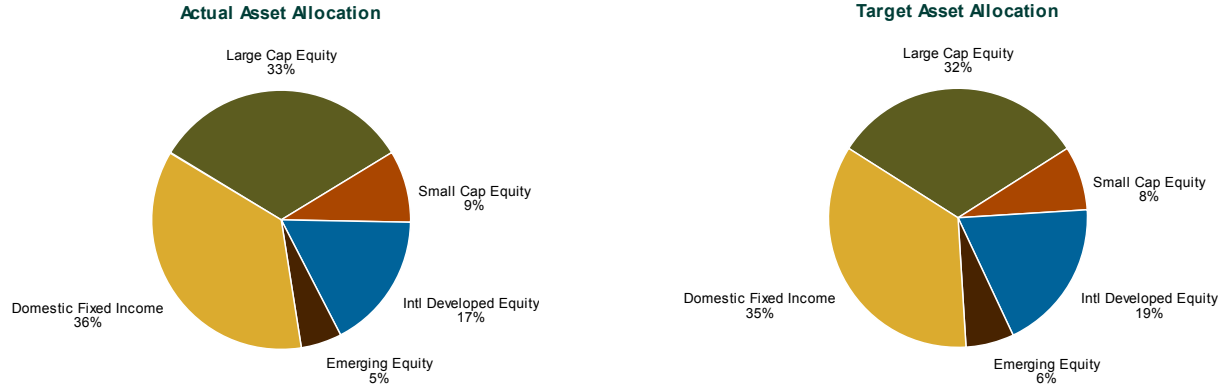 Actual Asset Allocation
Large Cap Equity
33%
Small Cap Equity
9%
Intl Developed Equity
17%
Emerging Equity
5%
Domestic Fixed Income
36%
Target Asset Allocation
Large Cap Equity
32%
Small Cap Equity
8%
Intl Developed Equity
19%
Emerging Equity
6%
Domestic Fixed Income
35%